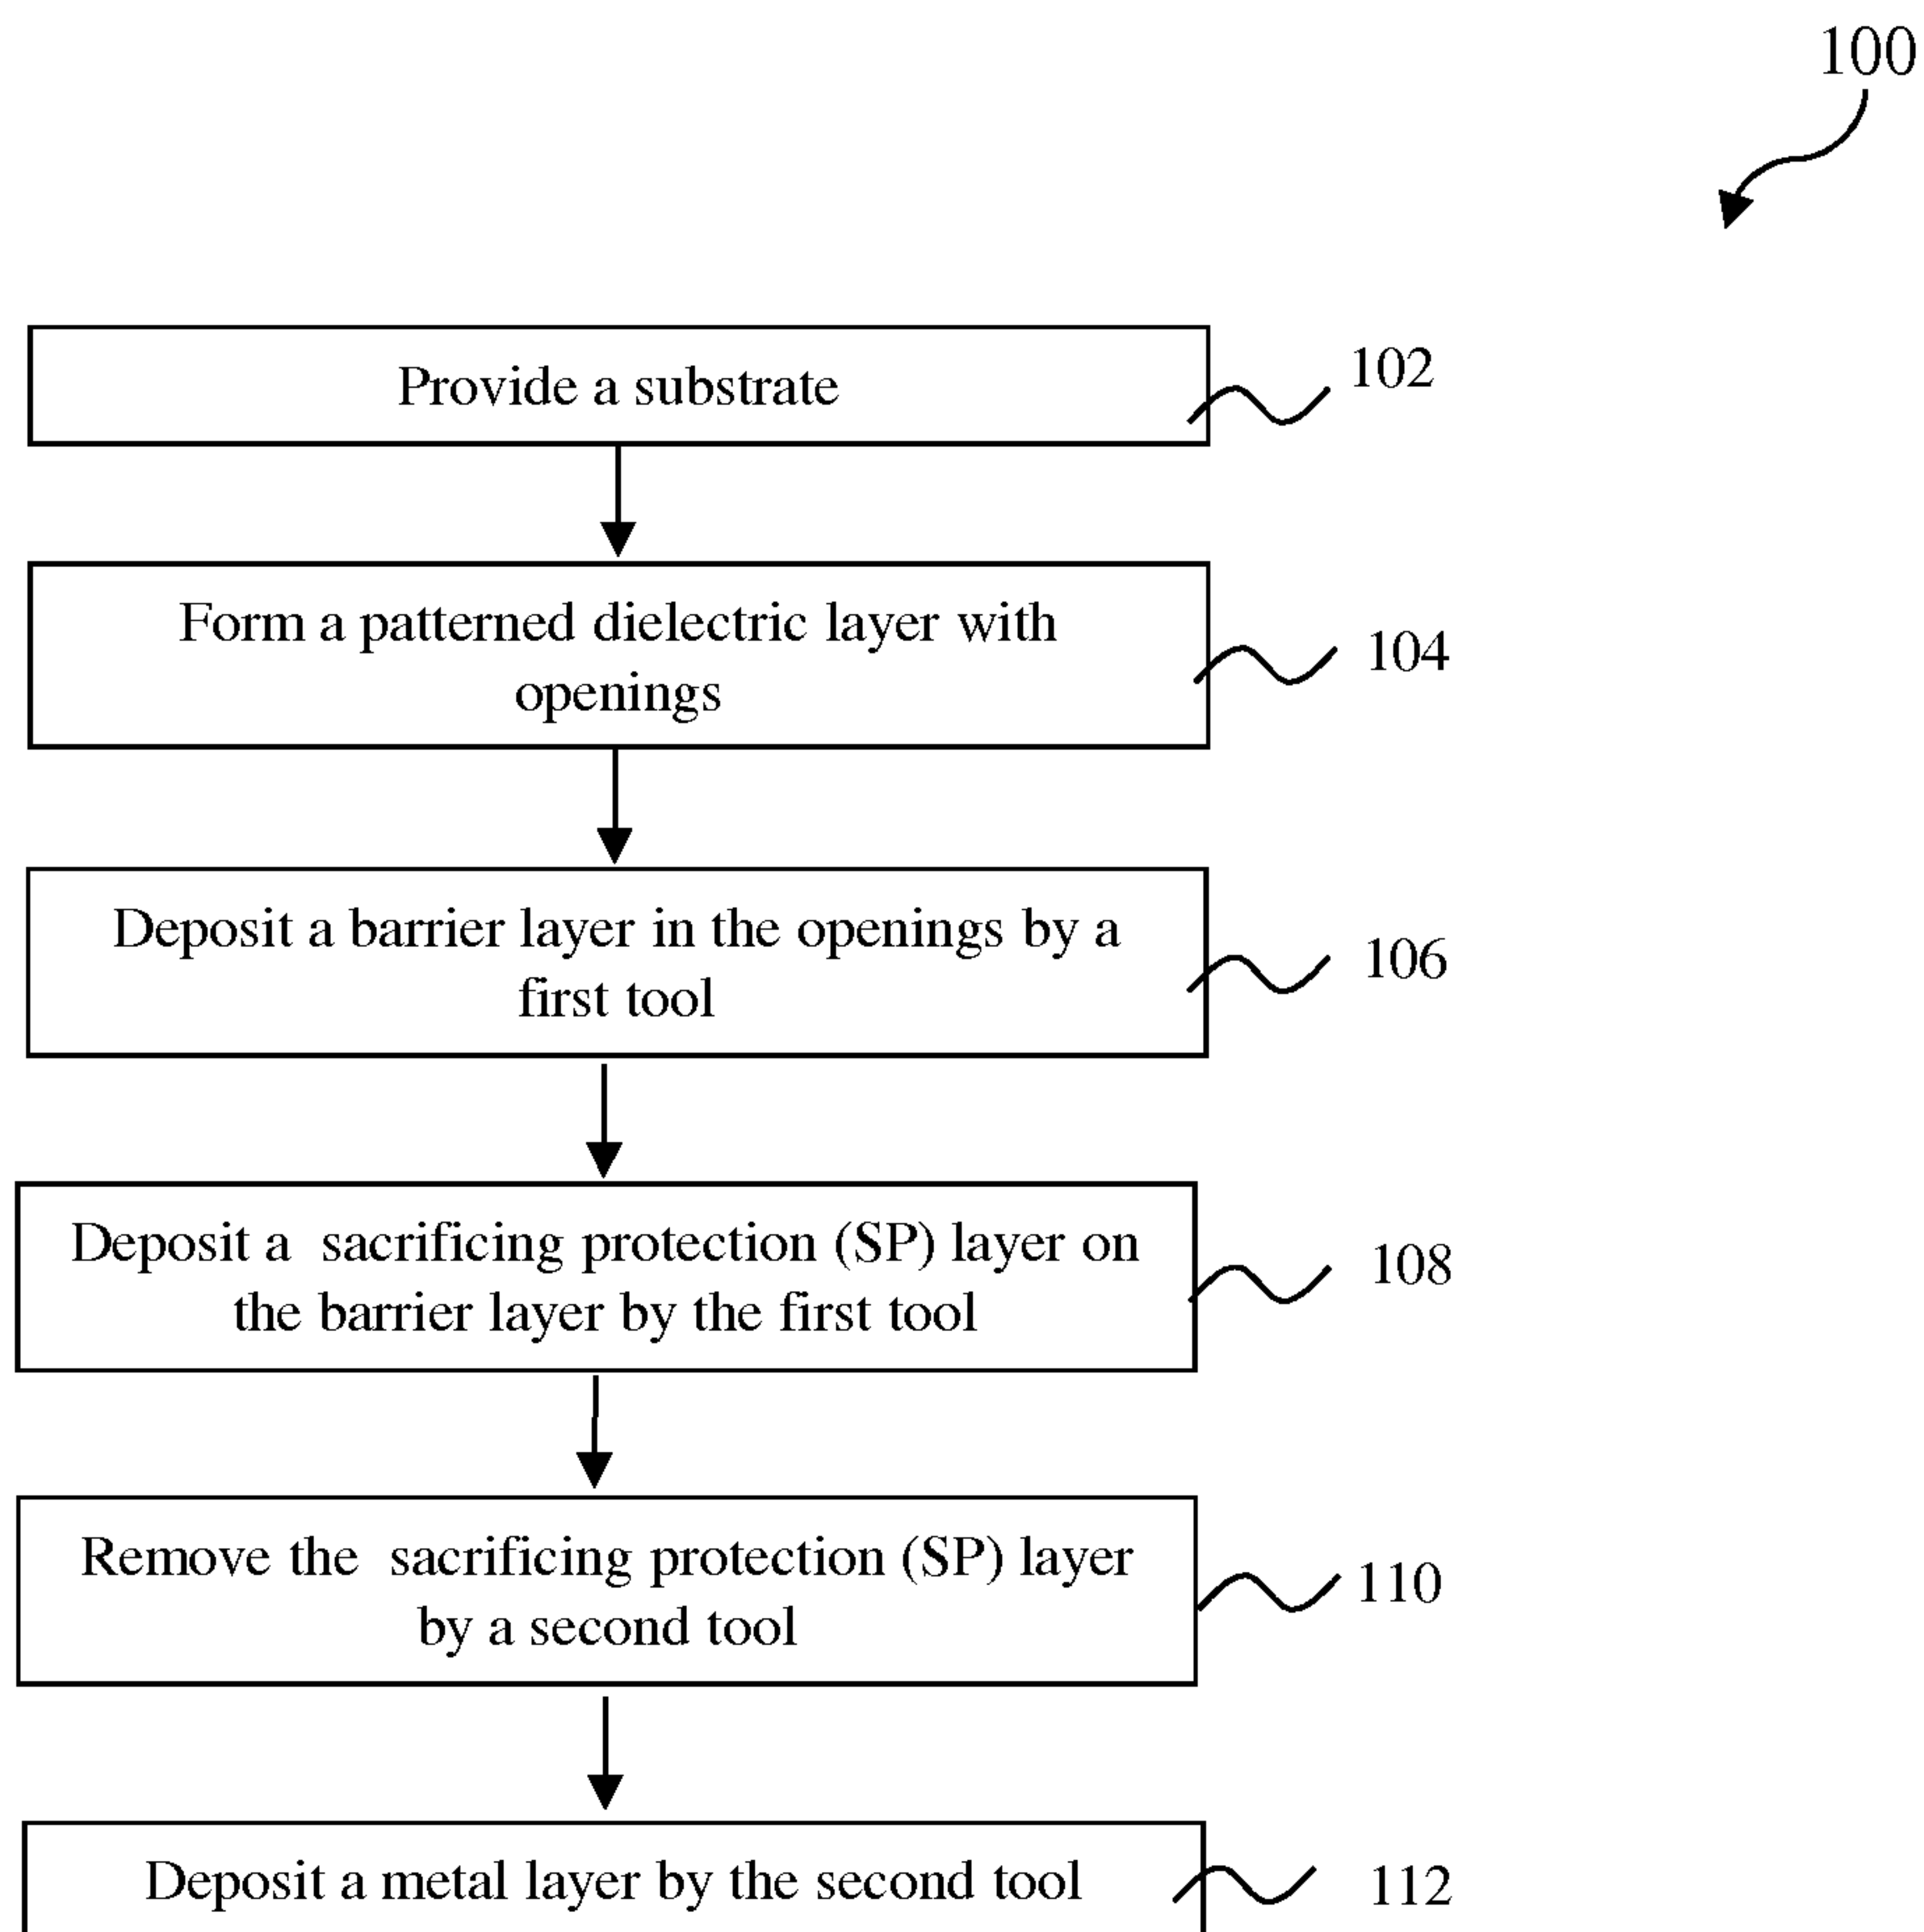 100
Provide a substrate
102
Form a patterned dielectric layer with
openings
104
Deposit a barrier layer in the openings by a
first tool
106
Deposit a sacrificing protection (SP) layer on
the barrier layer by the first tool
108
Remove the sacrificing protection (SP) layer
by a second tool
110
Deposit a metal layer by the second tool
112